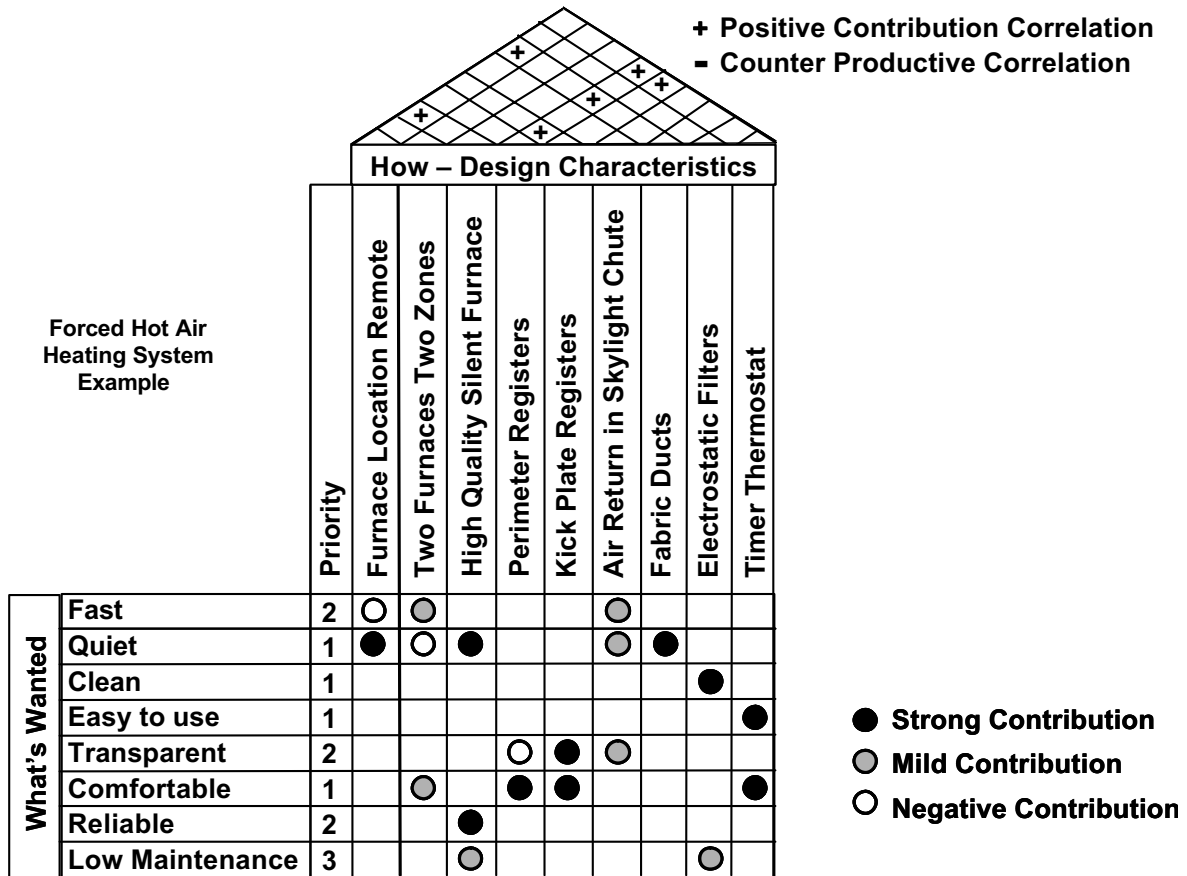 + Positive Contribution Correlation
- Counter Productive Correlation
+
+
+
+
+
+
How – Design Characteristics
Forced Hot Air
Heating System
Example
Priority
Furnace Location Remote
Two Furnaces Two Zones
High Quality Silent Furnace
Perimeter Registers
Kick Plate Registers
Air Return in Skylight Chute
Fabric Ducts
Electrostatic Filters
Timer Thermostat
What's Wanted
Fast 2
Quiet 1
Clean 1
Easy to use 1
Transparent 2
Comfortable 1
Reliable 2
Low Maintenance 3
Strong Contribution
Mild Contribution
Negative Contribution